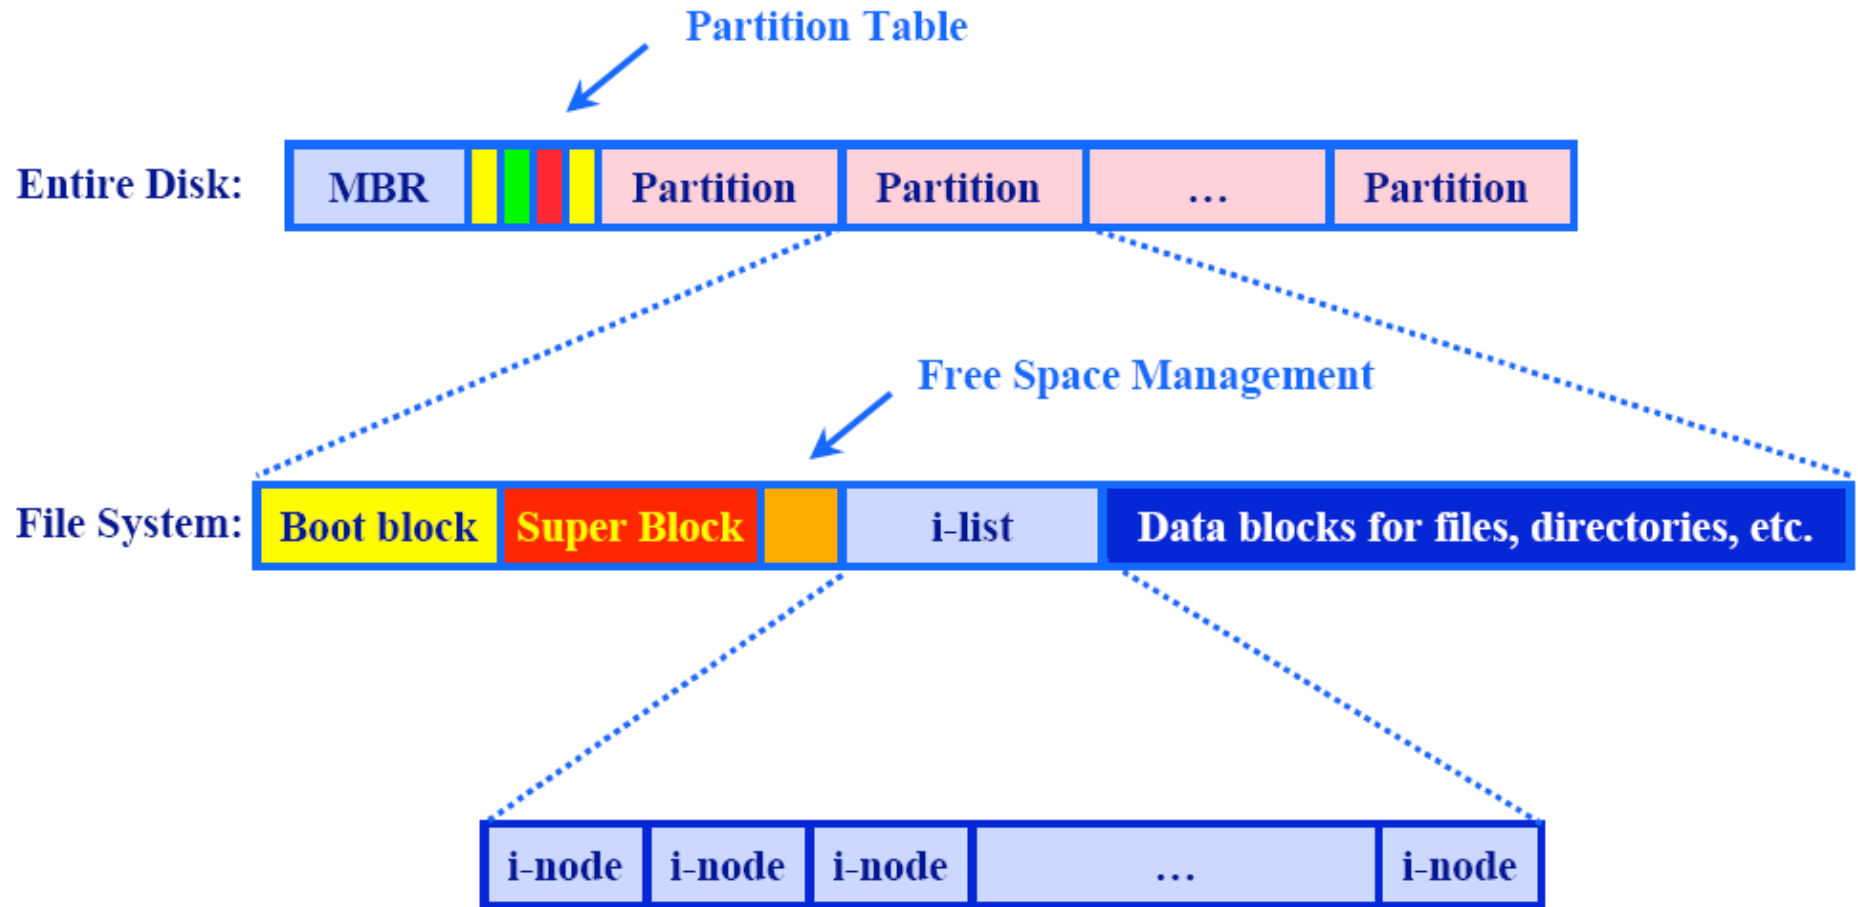 Partition Table
Entire Disk: MBR Partition Partition ... Partition
Free Space Management
File System: Boot block Super Block i-list Data blocks for files, directories, etc.
i-node i-node i-node ... i-node